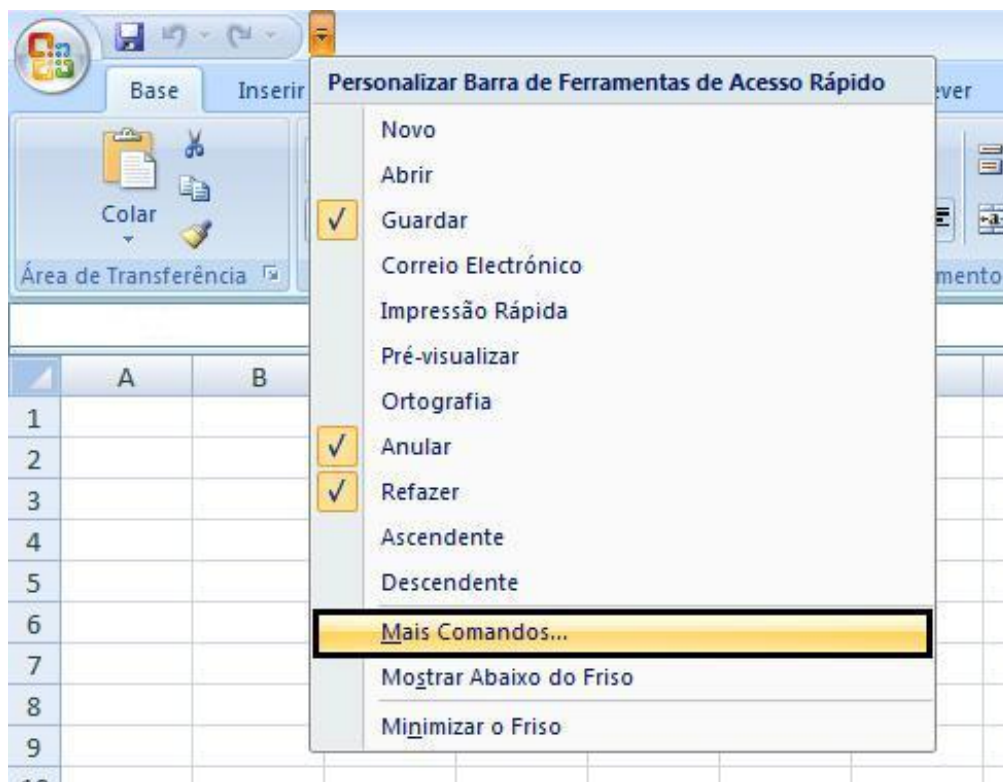 Base Inserir ever
Personalizar Barra de Ferramentas de Acesso Rápido
Novo
Abrir
Guardar
Correio Electrónico
Impressão Rápida
Pré-visualizar
Ortografia
Anular
Refazer
Ascendente
Descendente
Mais Comandos...
Mostrar Abaixo do Friso
Minimizar o Friso
Colar
Área de Transferência mento
A B
1
2
3
4
5
6
7
8
9